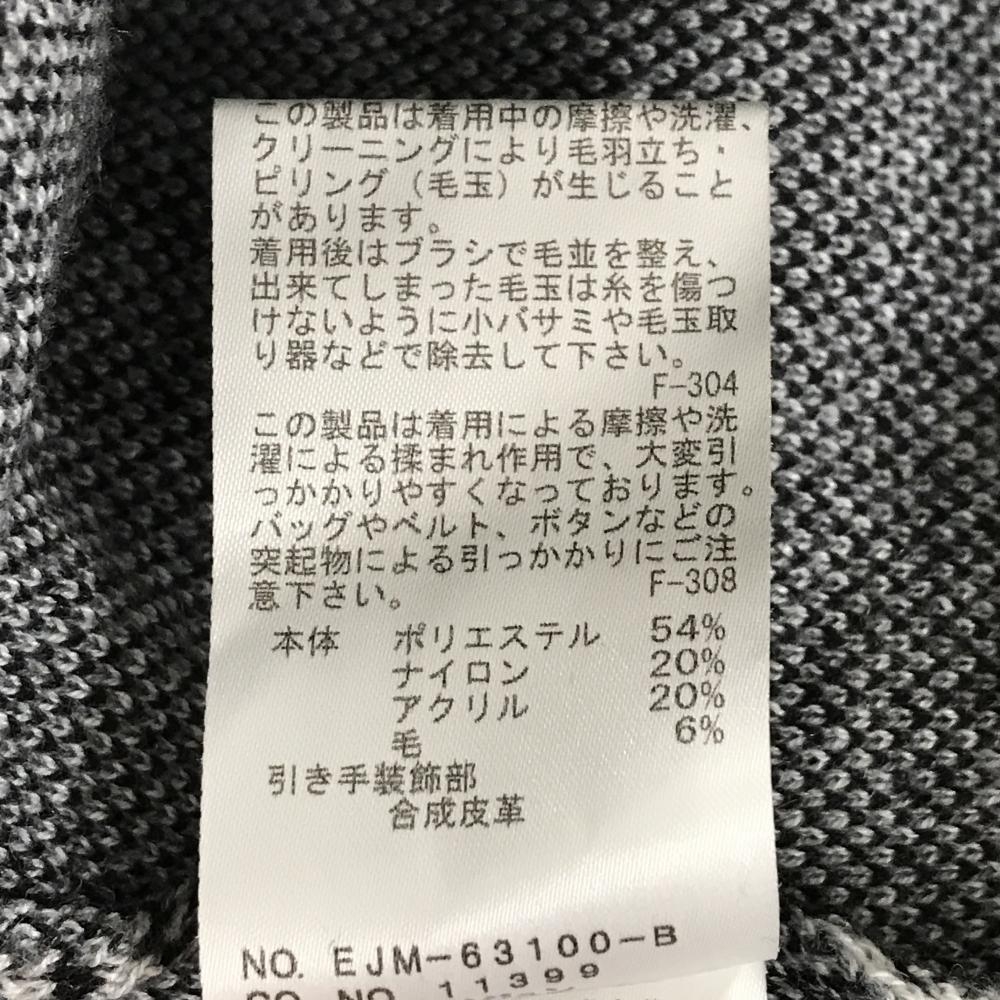 この製品は着用中の摩擦や洗濯、
クリーニングにより毛羽立ち・
ピリング（毛玉）が生じること
があります。
着用後はブラシで毛並を整え、
出来てしまった毛玉は糸を傷つ
けないように小バサミや毛玉取
り器などで除去して下さい。
F-304
この製品は着用による摩擦や洗
濯による揉まれ作用で、大変引
っかかりやすくなっております。
バッグやベルト、ボタンなどの
突起物による引っかかりにご注
意下さい。 F-308
本体 ポリエステル 54%
ナイロン 20%
アクリル 20%
毛 6%
引き手装飾部
合成皮革
NO. EJM-63100-B
CO. NO. 11399